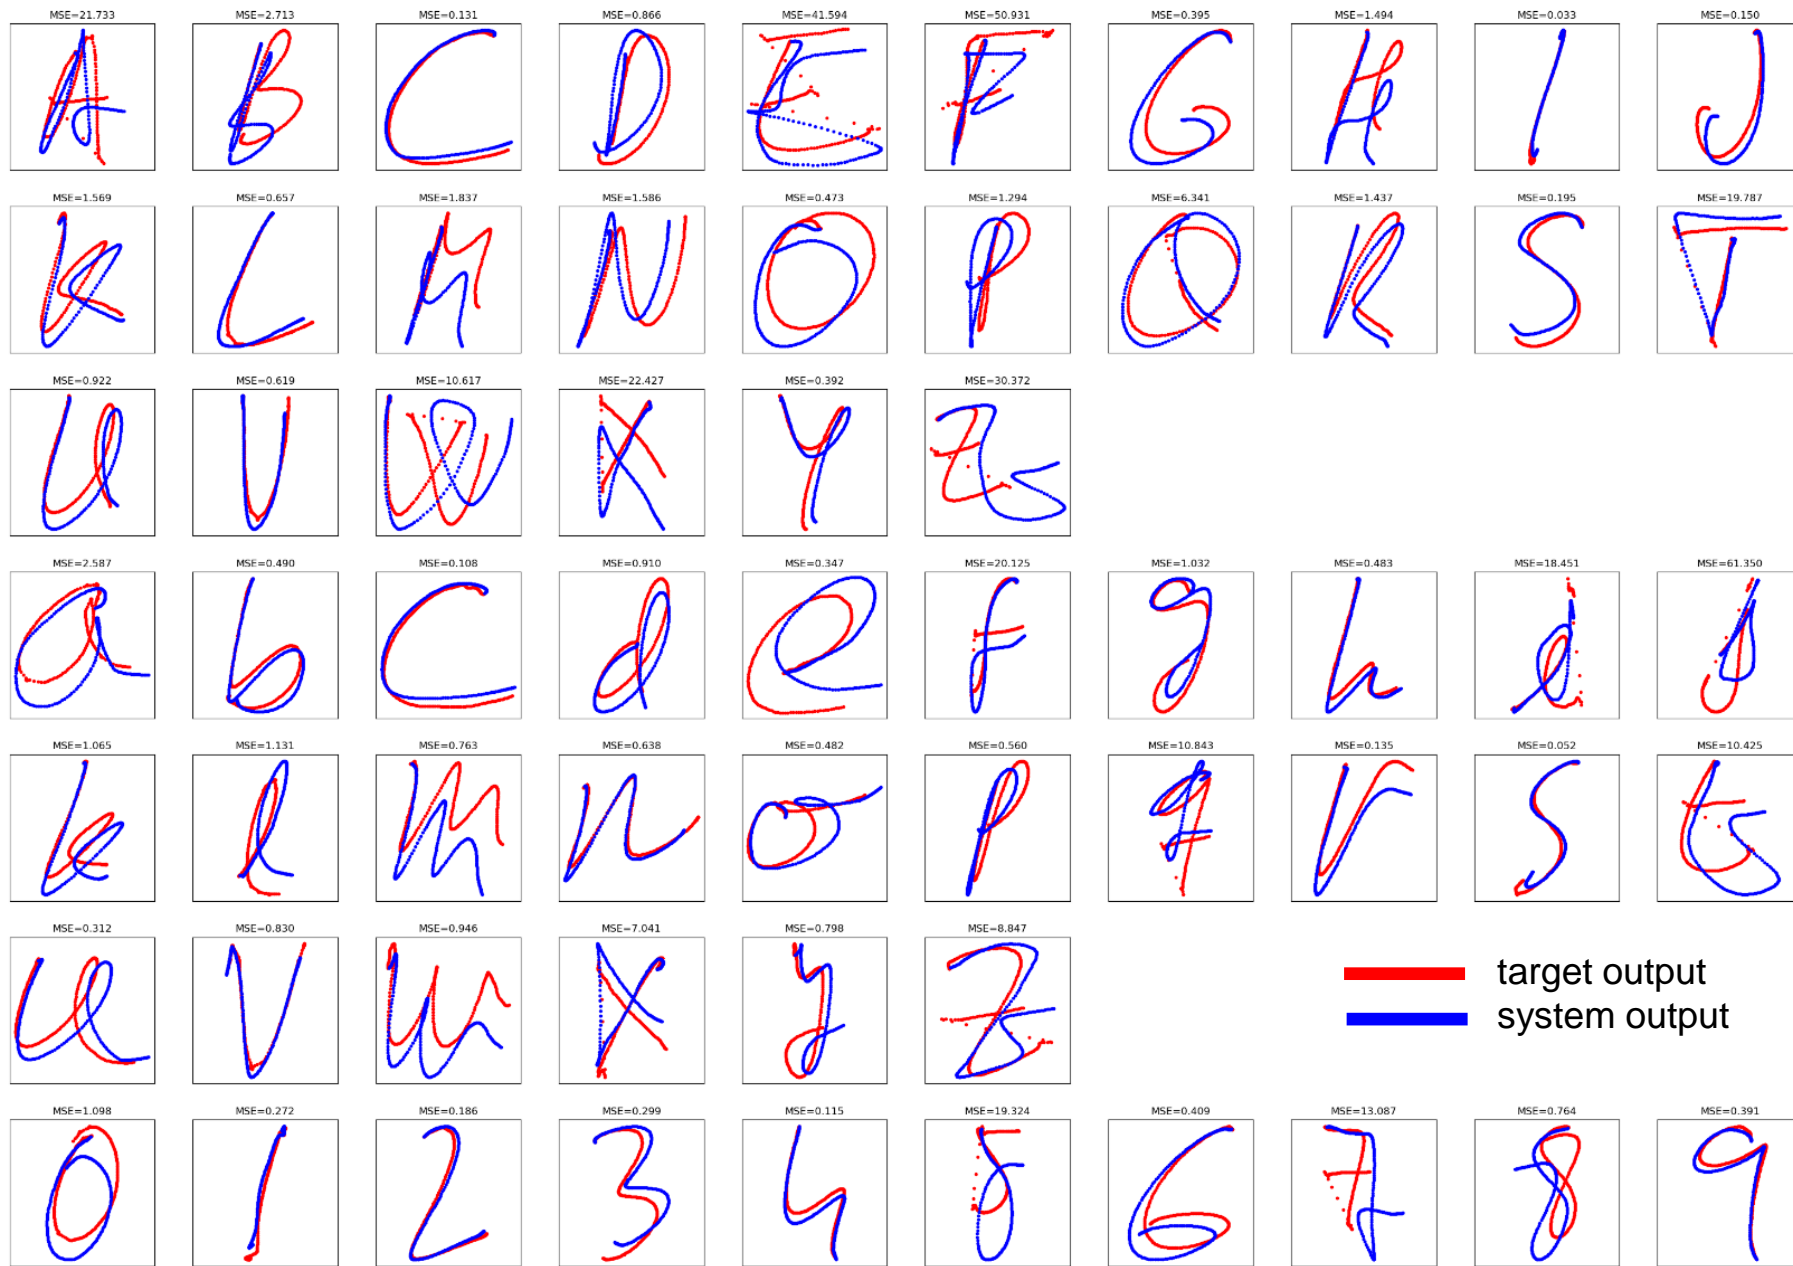 MSE=21.733 MSE=2.713 MSE=0.131 MSE=0.866 MSE=41.594 MSE=50.931 MSE=0.395 MSE=1.494 MSE=0.033 MSE=0.150
A B C D E F G H I J
MSE=1.569 MSE=0.657 MSE=1.837 MSE=1.586 MSE=0.473 MSE=1.294 MSE=6.341 MSE=1.437 MSE=0.195 MSE=19.787
K L M N O P Q R S T
MSE=0.922 MSE=0.619 MSE=10.617 MSE=22.427 MSE=0.392 MSE=30.372
U V W X Y Z
MSE=2.587 MSE=0.490 MSE=0.108 MSE=0.910 MSE=0.347 MSE=20.125 MSE=1.032 MSE=0.483 MSE=18.451 MSE=61.350
a b c d e f g h i j
MSE=1.065 MSE=1.131 MSE=0.763 MSE=0.638 MSE=0.482 MSE=0.560 MSE=10.843 MSE=0.135 MSE=0.052 MSE=10.425
k l m n o p q r s t
MSE=0.312 MSE=0.830 MSE=0.946 MSE=7.041 MSE=0.798 MSE=8.847
u v w x y z
target output
system output
MSE=1.098 MSE=0.272 MSE=0.186 MSE=0.299 MSE=0.115 MSE=19.324 MSE=0.409 MSE=13.087 MSE=0.764 MSE=0.391
0 1 2 3 4 5 6 7 8 9